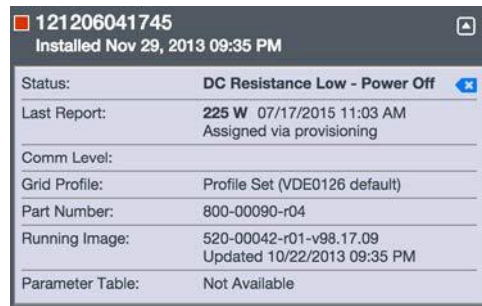 121206041745
Installed Nov 29, 2013 09:35 PM
Status: DC Resistance Low - Power Off
Last Report: 225 W 07/17/2015 11:03 AM
Assigned via provisioning
Comm Level:
Grid Profile: Profile Set (VDE0126 default)
Part Number: 800-00090-r04
Running Image: 520-00042-r01-v98.17.09
Updated 10/22/2013 09:35 PM
Parameter Table: Not Available